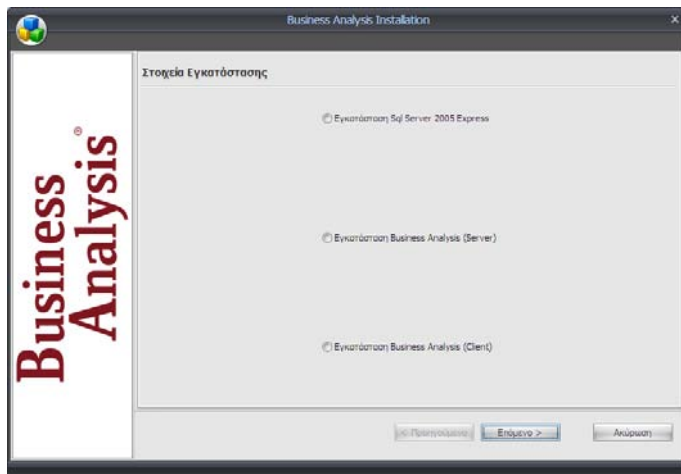 Business Analysis Installation
Business Analysis®
Στοιχεία Εγκατάστασης
Εγκατάσταση Sql Server 2005 Express
Εγκατάσταση Business Analysis (Server)
Εγκατάσταση Business Analysis (Client)
<< Προηγούμενο
Επόμενο >
Ακύρωση